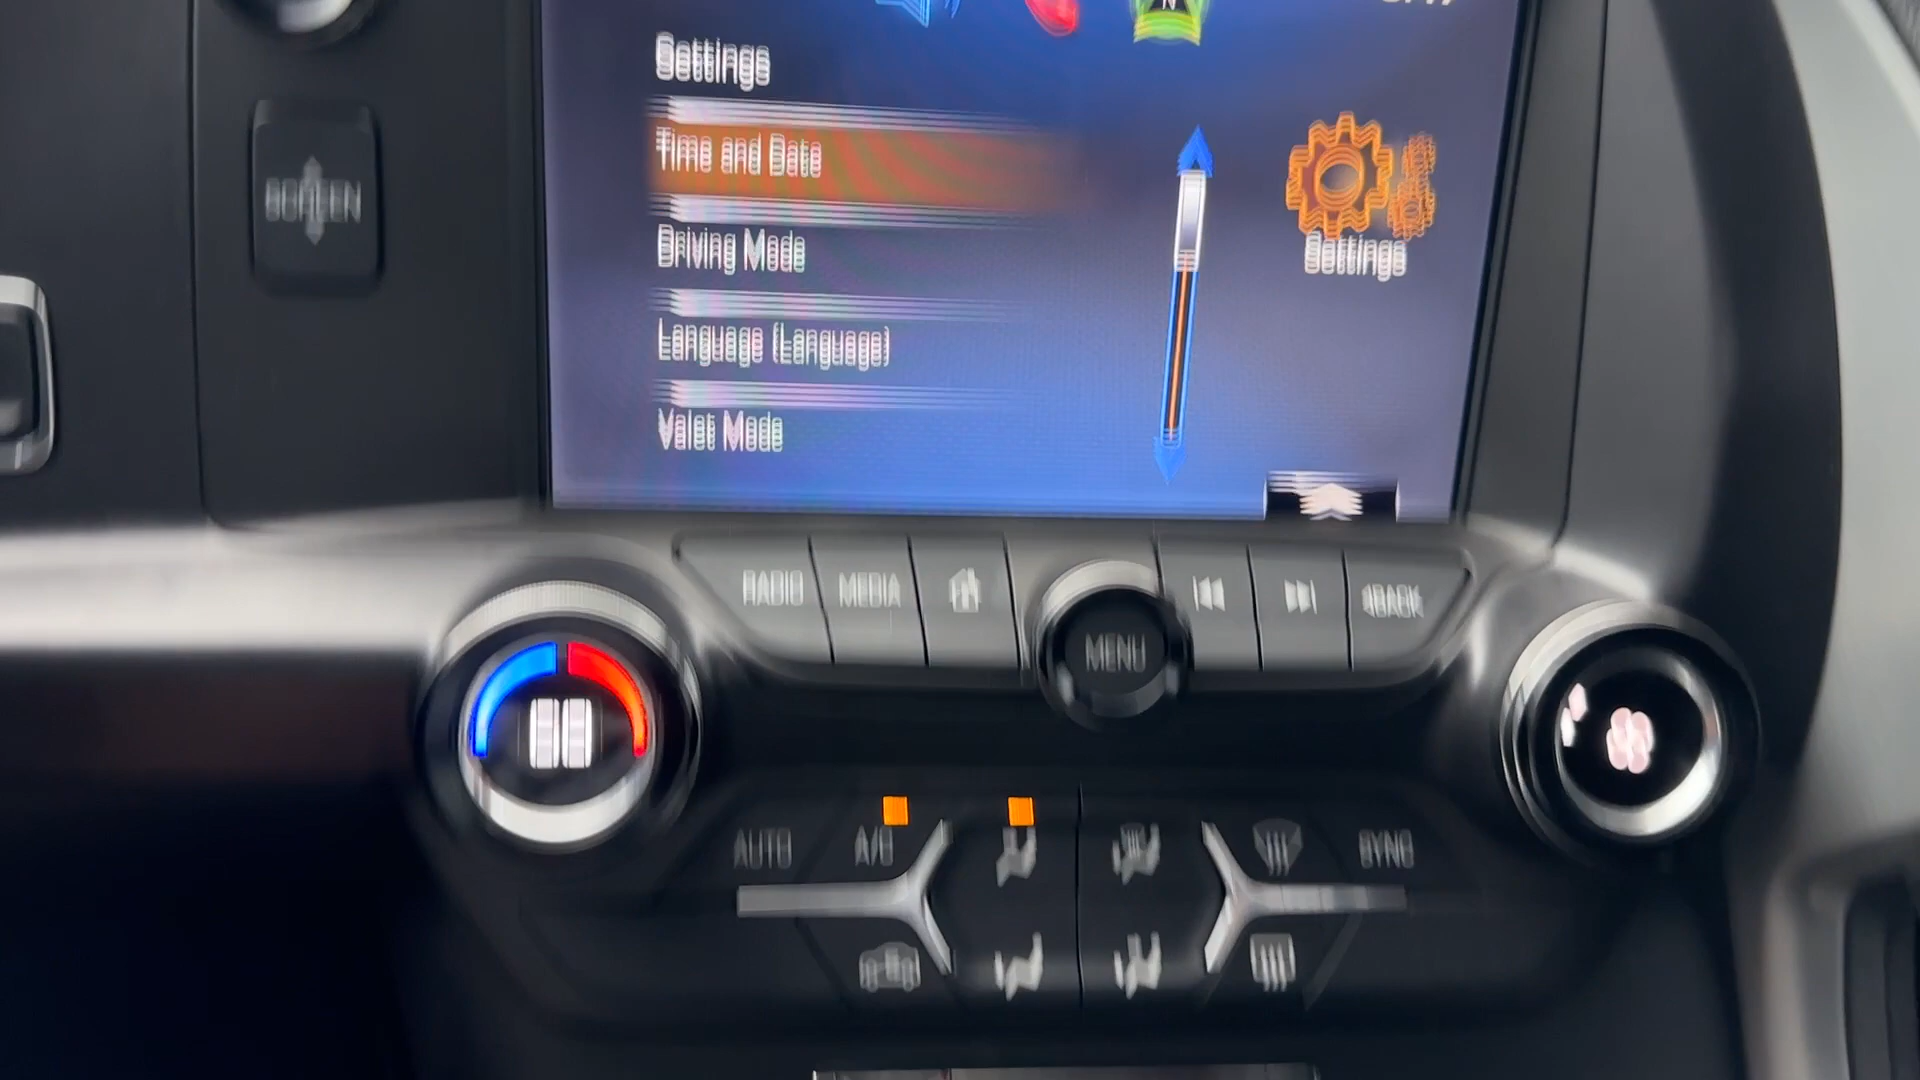 Settings
Time and Date
SCREEN
Driving Mode
Settings
Language (Language)
Valet Mode
RADIO
MEDIA
BACK
MENU
AUTO
A/C
SYNC